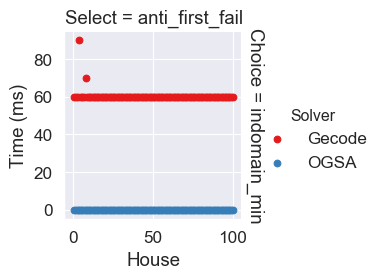 Select = anti_first_fail
Choice = indomain_min
Time (ms)
80
60
40
20
0
0
50
100
House
Solver
Gecode
OGSA